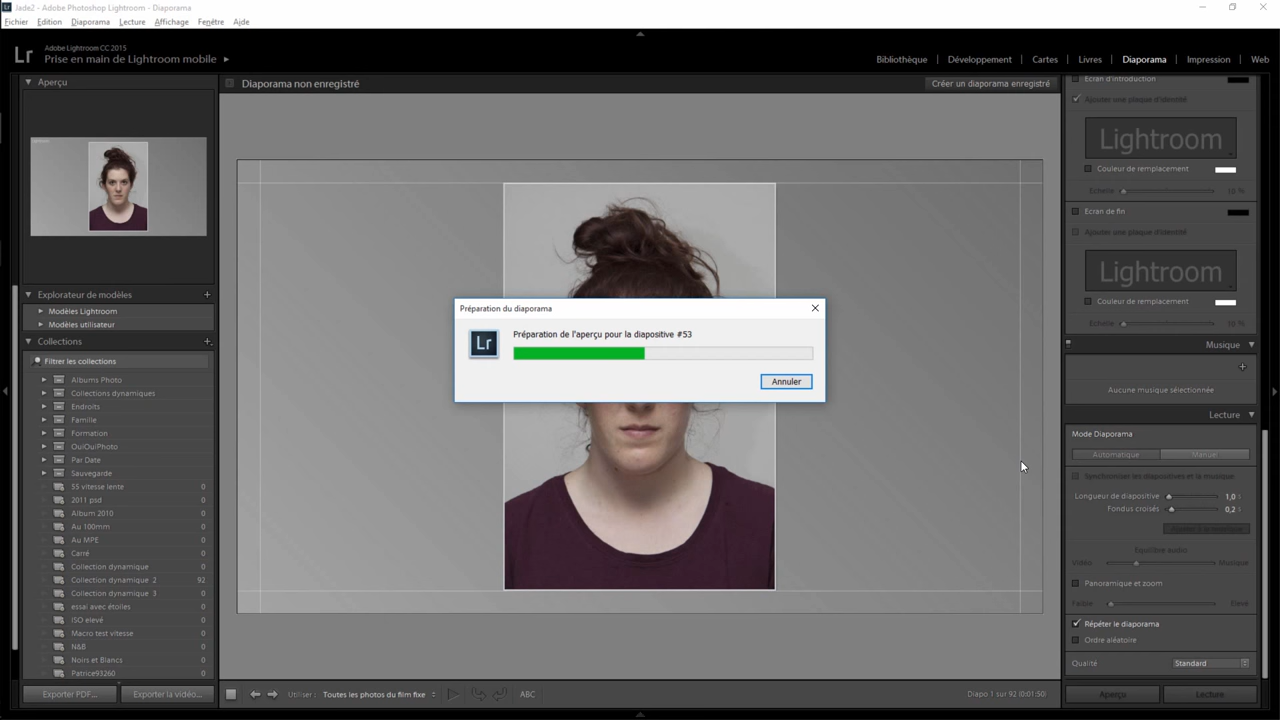 Jade2 - Adobe Photoshop Lightroom - Diaporama
Fichier Edition Diaporama Lecture Affichage Fenêtre Aide
Lr
Adobe Lightroom CC 2015
Prise en main de Lightroom mobile
Bibliothèque | Développement | Cartes | Livres | Diaporama | Impression | Web
Aperçu
Diaporama non enregistré
Créer un diaporama enregistré
Explorateur de modèles
Modèles Lightroom
Modèles utilisateur
Collections
Filtrer les collections
Albums Photo
Collections dynamiques
Endroits
Famille
Formation
OuiOuiPhoto
Par Date
Sauvegarde
55 vitesse lente 0
2011 psd 0
Album 2010 0
Au 100mm 0
Au MPE 0
Carré 0
Collection dynamique 0
Collection dynamique 2 92
Collection dynamique 3 0
essai avec étoiles 0
ISO elevé 0
Macro test vitesse 0
N&B 0
Noirs et Blancs 0
Patrice93260 0
Exporter PDF... Exporter la vidéo...
Préparation du diaporama
Lr
Préparation de l'aperçu pour la diapositive #53
Annuler
Utiliser : Toutes les photos du film fixe
ABC
Diapo 1 sur 92 (0:01:50)
Ecran d'introduction
Ajouter une plaque d'identité
Lightroom
Couleur de remplacement
Echelle 10 %
Ecran de fin
Ajouter une plaque d'identité
Lightroom
Couleur de remplacement
Echelle 10 %
Musique
Aucune musique sélectionnée
Lecture
Mode Diaporama
Automatique Manuel
Synchroniser les diapositives et la musique
Longueur de diapositive 1,0 s
Fondus croisés 0,2 s
Ajuster à la musique
Equilibre audio
Vidéo Musique
Panoramique et zoom
Faible Elevé
Répéter le diaporama
Ordre aléatoire
Qualité Standard
Aperçu Lecture